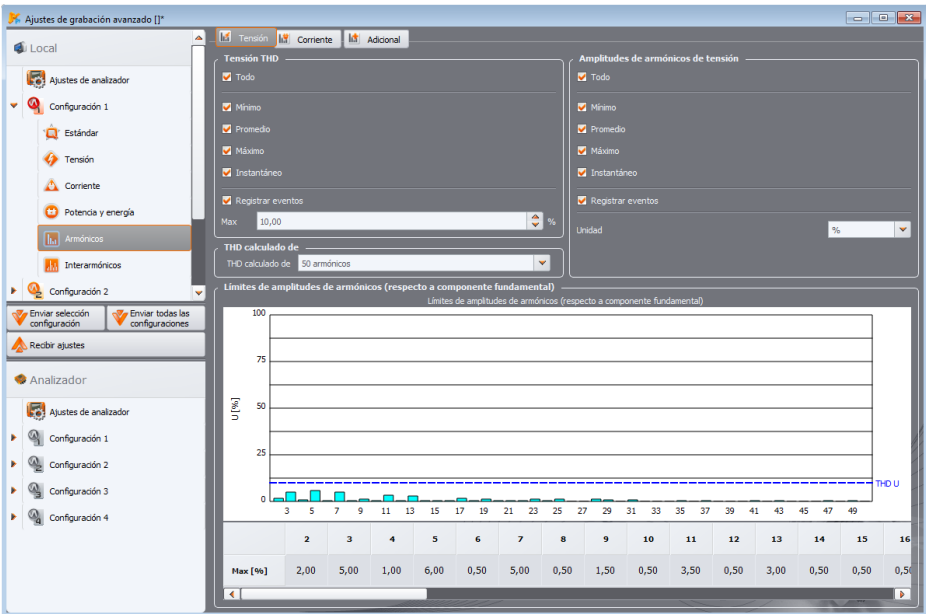 Ajustes de grabación avanzado []*
Local
Ajustes de analizador
Configuración 1
Estándar
Tensión
Corriente
Potencia y energía
Armónicos
Interarmónicos
Configuración 2
Enviar selección configuración
Enviar todas las configuraciones
Recibir ajustes
Analizador
Ajustes de analizador
Configuración 1
Configuración 2
Configuración 3
Configuración 4
Tensión Corriente Adicional
Tensión THD
Todo
Mínimo
Promedio
Máximo
Instantáneo
Registrar eventos
Max 10,00 %
THD calculado de
THD calculado de 50 armónicos
Amplitudes de armónicos de tensión
Todo
Mínimo
Promedio
Máximo
Instantáneo
Registrar eventos
Unidad %
Límites de amplitudes de armónicos (respecto a componente fundamental)
Límites de amplitudes de armónicos (respecto a componente fundamental)
U [%]
100
75
50
25
0
THD U
3 5 7 9 11 13 15 17 19 21 23 25 27 29 31 33 35 37 39 41 43 45 47 49
2 3 4 5 6 7 8 9 10 11 12 13 14 15 16
Max [%] 2,00 5,00 1,00 6,00 0,50 5,00 0,50 1,50 0,50 3,50 0,50 3,00 0,50 0,50